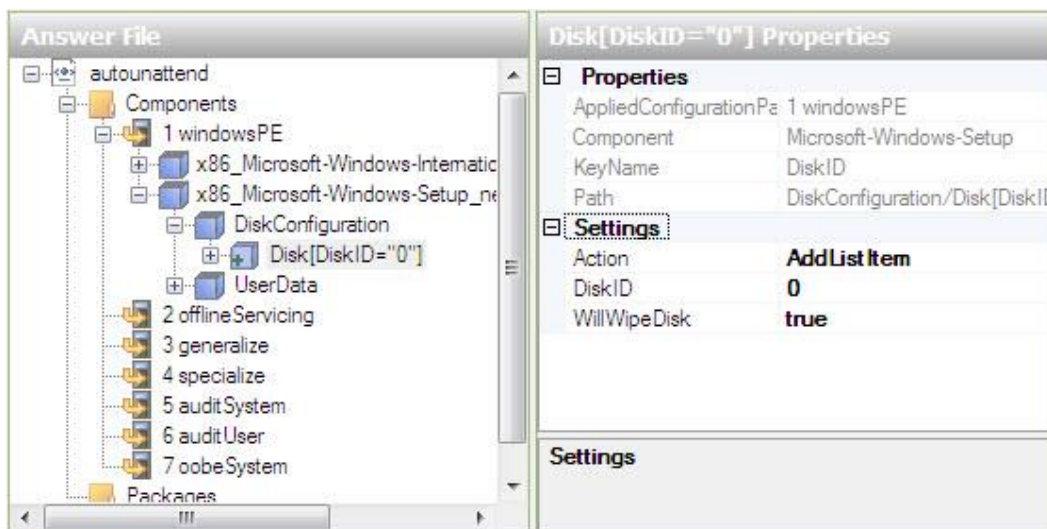 Answer File
autounattend
Components
1 windowsPE
x86_Microsoft-Windows-Internatic
x86_Microsoft-Windows-Setup_ne
DiskConfiguration
Disk[DiskID="0"]
UserData
2 offlineServicing
3 generalize
4 specialize
5 auditSystem
6 auditUser
7 oobeSystem
Packages
Disk[DiskID="0"] Properties
Properties
AppliedConfigurationPa 1 windowsPE
Component Microsoft-Windows-Setup
KeyName DiskID
Path DiskConfiguration/Disk[DiskID
Settings
Action AddListItem
DiskID 0
WillWipeDisk true
Settings